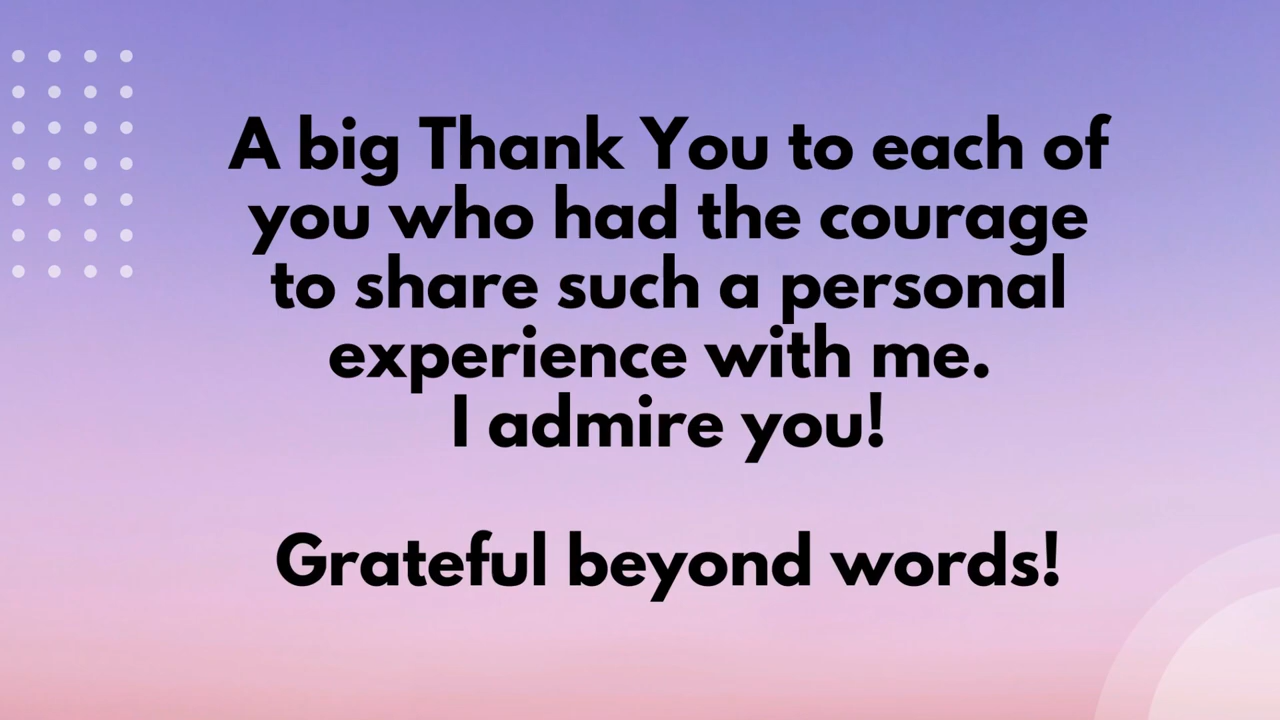 A big Thank You to each of
you who had the courage
to share such a personal
experience with me.
I admire you!
Grateful beyond words!